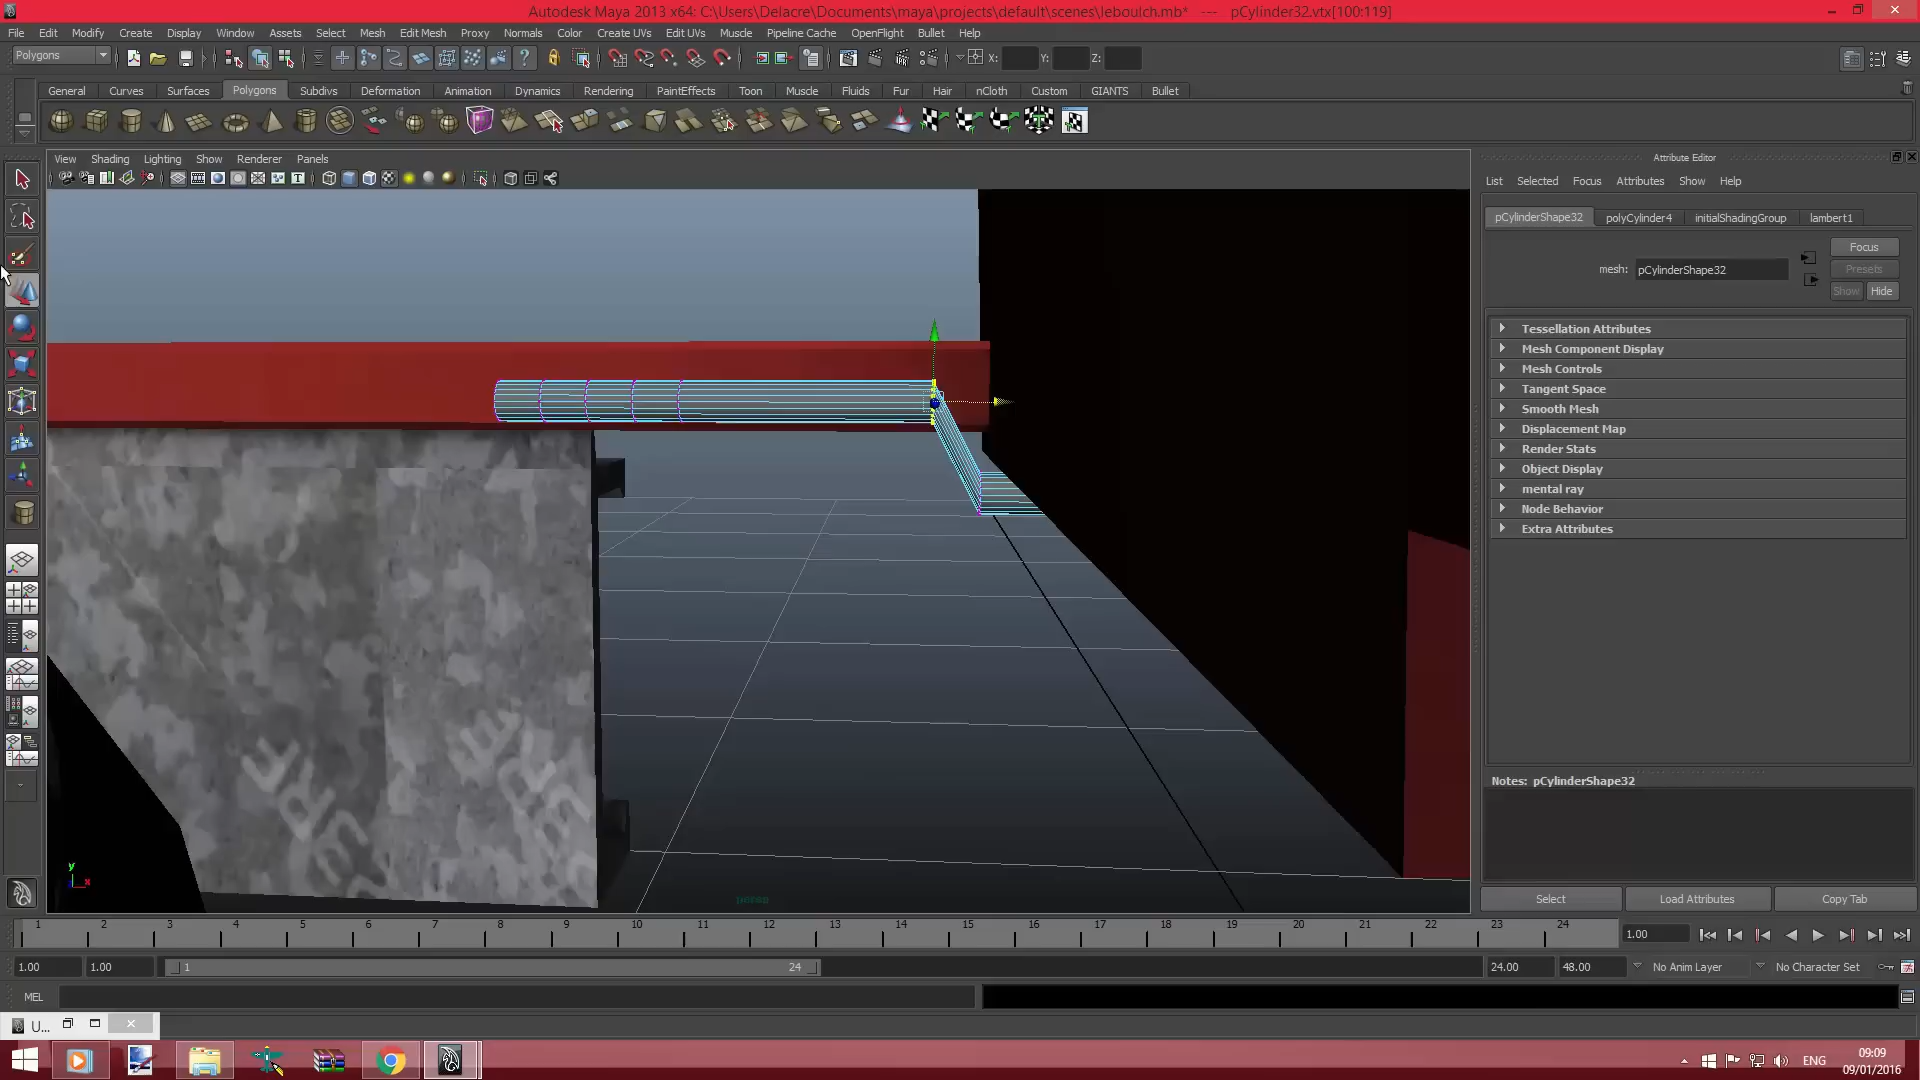 Autodesk Maya 2013 x64: C:\Users\Delacre\Documents\maya\projects\default\scenes\leboulch.mb*   ---   pCylinder32.vtx[100:119]
File Edit Modify Create Display Window Assets Select Mesh Edit Mesh Proxy Normals Color Create UVs Edit UVs Muscle Pipeline Cache OpenFlight Bullet Help
Polygons X: Y: Z:
General Curves Surfaces Polygons Subdivs Deformation Animation Dynamics Rendering PaintEffects Toon Muscle Fluids Fur Hair nCloth Custom GIANTS Bullet
View Shading Lighting Show Renderer Panels
Attribute Editor
List Selected Focus Attributes Show Help
pCylinderShape32 polyCylinder4 initialShadingGroup lambert1
Focus
mesh: pCylinderShape32
Presets
Show Hide
Tessellation Attributes
Mesh Component Display
Mesh Controls
Tangent Space
Smooth Mesh
Displacement Map
Render Stats
Object Display
mental ray
Node Behavior
Extra Attributes
Notes: pCylinderShape32
y
x
persp
Select Load Attributes Copy Tab
1 2 3 4 5 6 7 8 9 10 11 12 13 14 15 16 17 18 19 20 21 22 23 24
1.00
1.00 1.00 1 24 24.00 48.00 No Anim Layer No Character Set
MEL
U...
ENG
09:09
09/01/2016